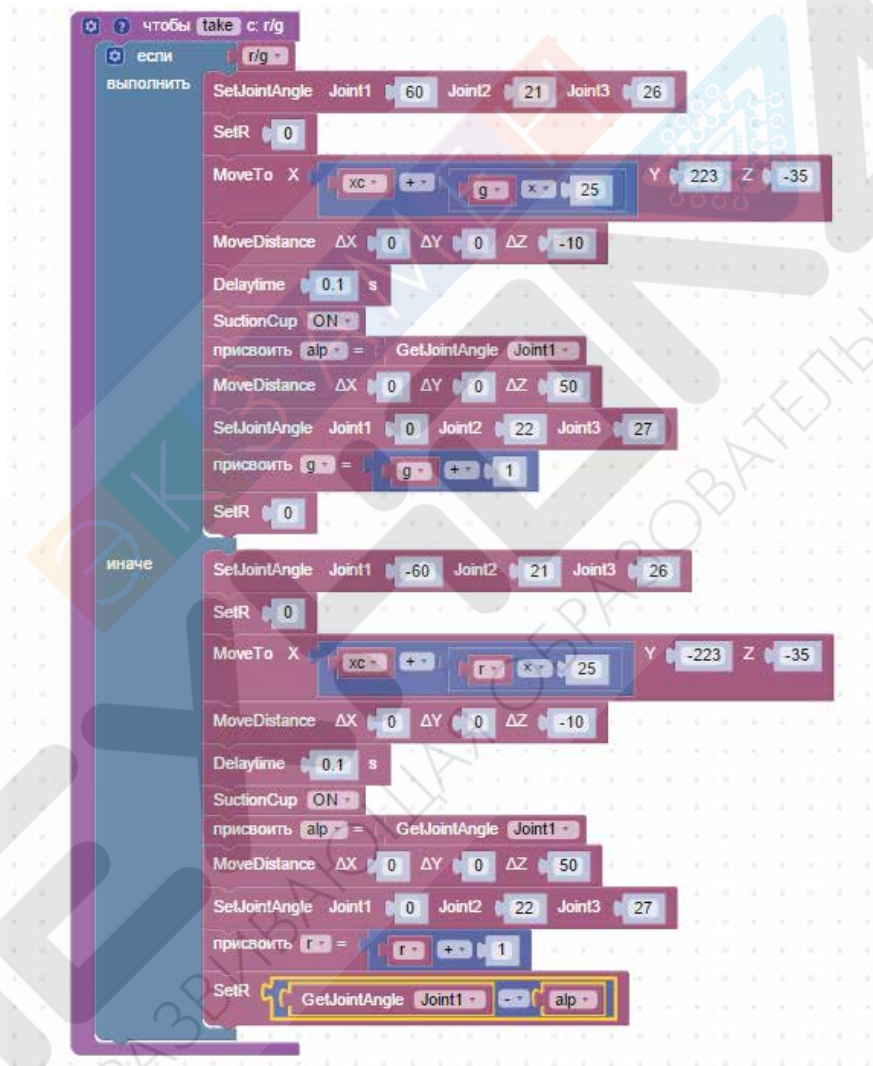 чтобы take с: r/g
если r/g
выполнить
SetJointAngle Joint1 60 Joint2 21 Joint3 26
SetR 0
MoveTo X xc + g × 25 Y 223 Z -35
MoveDistance ΔX 0 ΔY 0 ΔZ -10
Delaytime 0.1 s
SuctionCup ON
присвоить alp = GetJointAngle Joint1
MoveDistance ΔX 0 ΔY 0 ΔZ 50
SetJointAngle Joint1 0 Joint2 22 Joint3 27
присвоить g = g + 1
SetR 0
иначе
SetJointAngle Joint1 -60 Joint2 21 Joint3 26
SetR 0
MoveTo X xc + r × 25 Y -223 Z -35
MoveDistance ΔX 0 ΔY 0 ΔZ -10
Delaytime 0.1 s
SuctionCup ON
присвоить alp = GetJointAngle Joint1
MoveDistance ΔX 0 ΔY 0 ΔZ 50
SetJointAngle Joint1 0 Joint2 22 Joint3 27
присвоить r = r + 1
SetR GetJointAngle Joint1 - alp
ЭКЗАМЕН